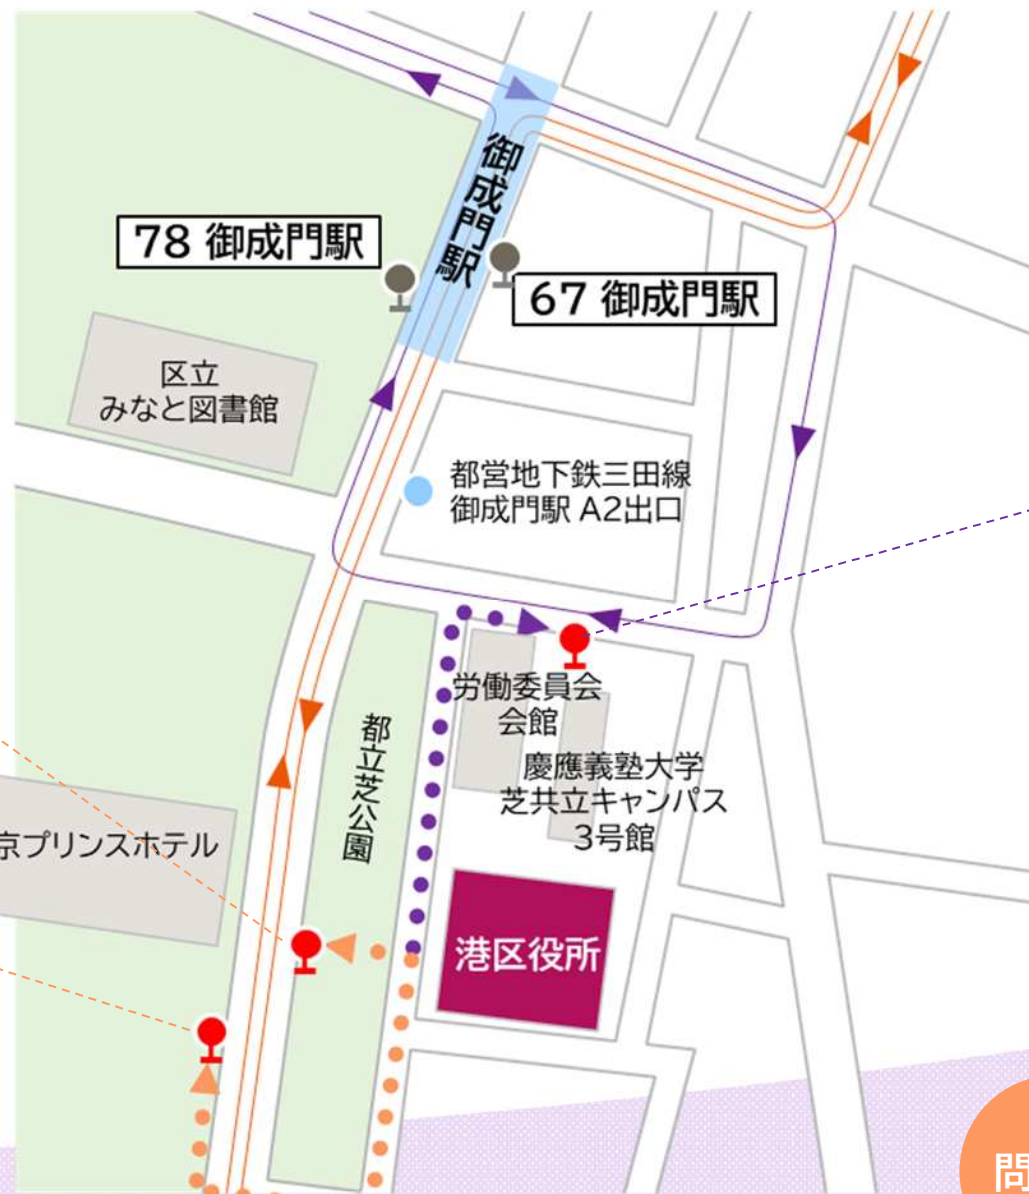 御成門駅
78 御成門駅
67 御成門駅
区立
みなと図書館
都営地下鉄三田線
御成門駅 A2出口
労働委員会
会館
都立芝公園
慶應義塾大学
芝共立キャンパス
3号館
京プリンスホテル
港区役所
問